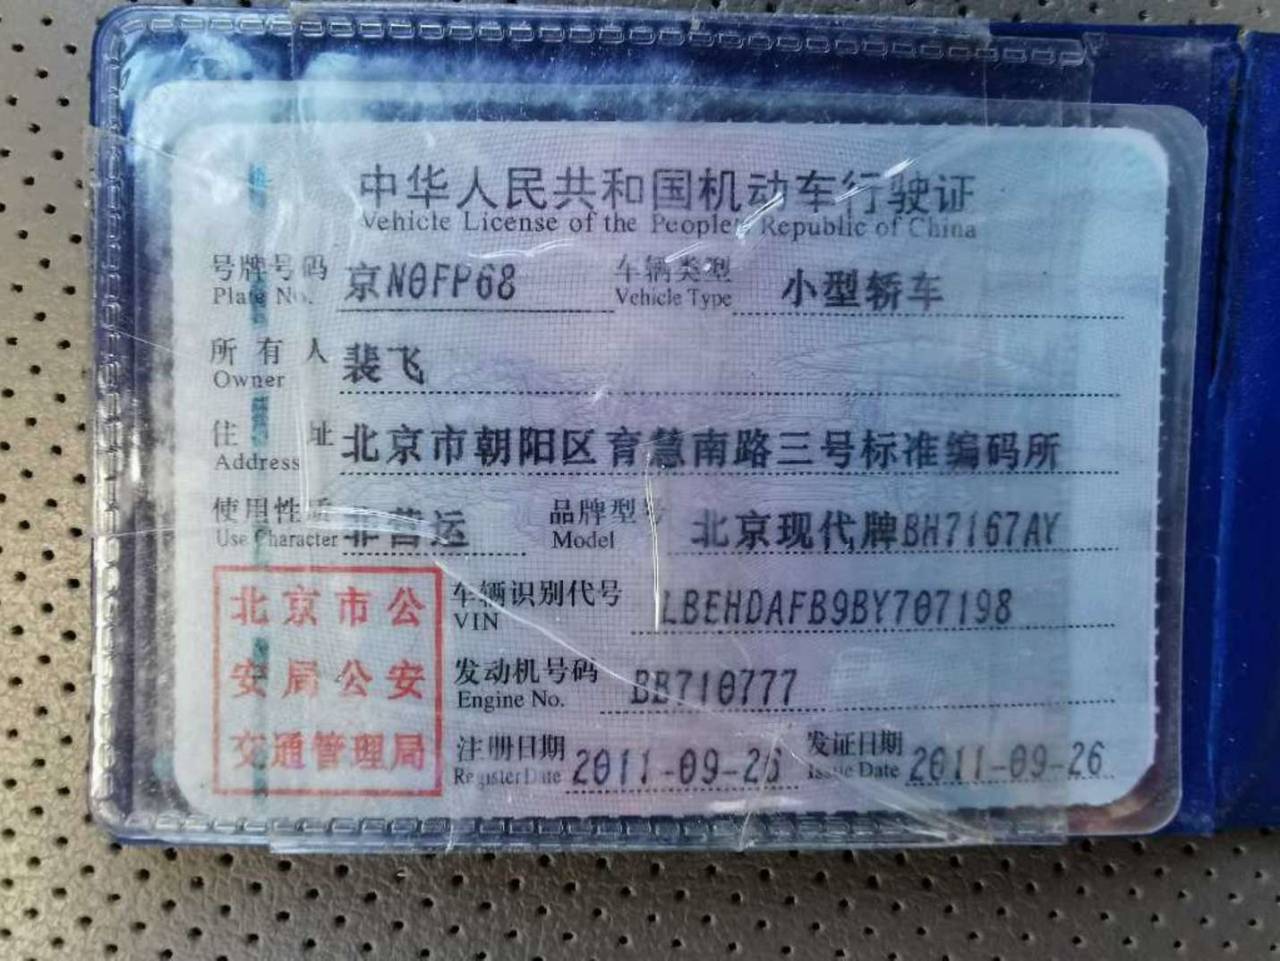 中华人民共和国机动车行驶证
Vehicle License of the People's Republic of China
号牌号码 京N0FP68 车辆类型 小型轿车
Plate No. Vehicle Type
所有人 裴飞
Owner
住址 北京市朝阳区育慧南路三号标准编码所
Address
使用性质 非营运 品牌型号 北京现代牌BH7167AY
Use Character Model
北京市公
安局公安
交通管理局
车辆识别代号 LBEHDAFB9BY707198
VIN
发动机号码 BB710777
Engine No.
注册日期 2011-09-26 发证日期 2011-09-26
Register Date Issue Date